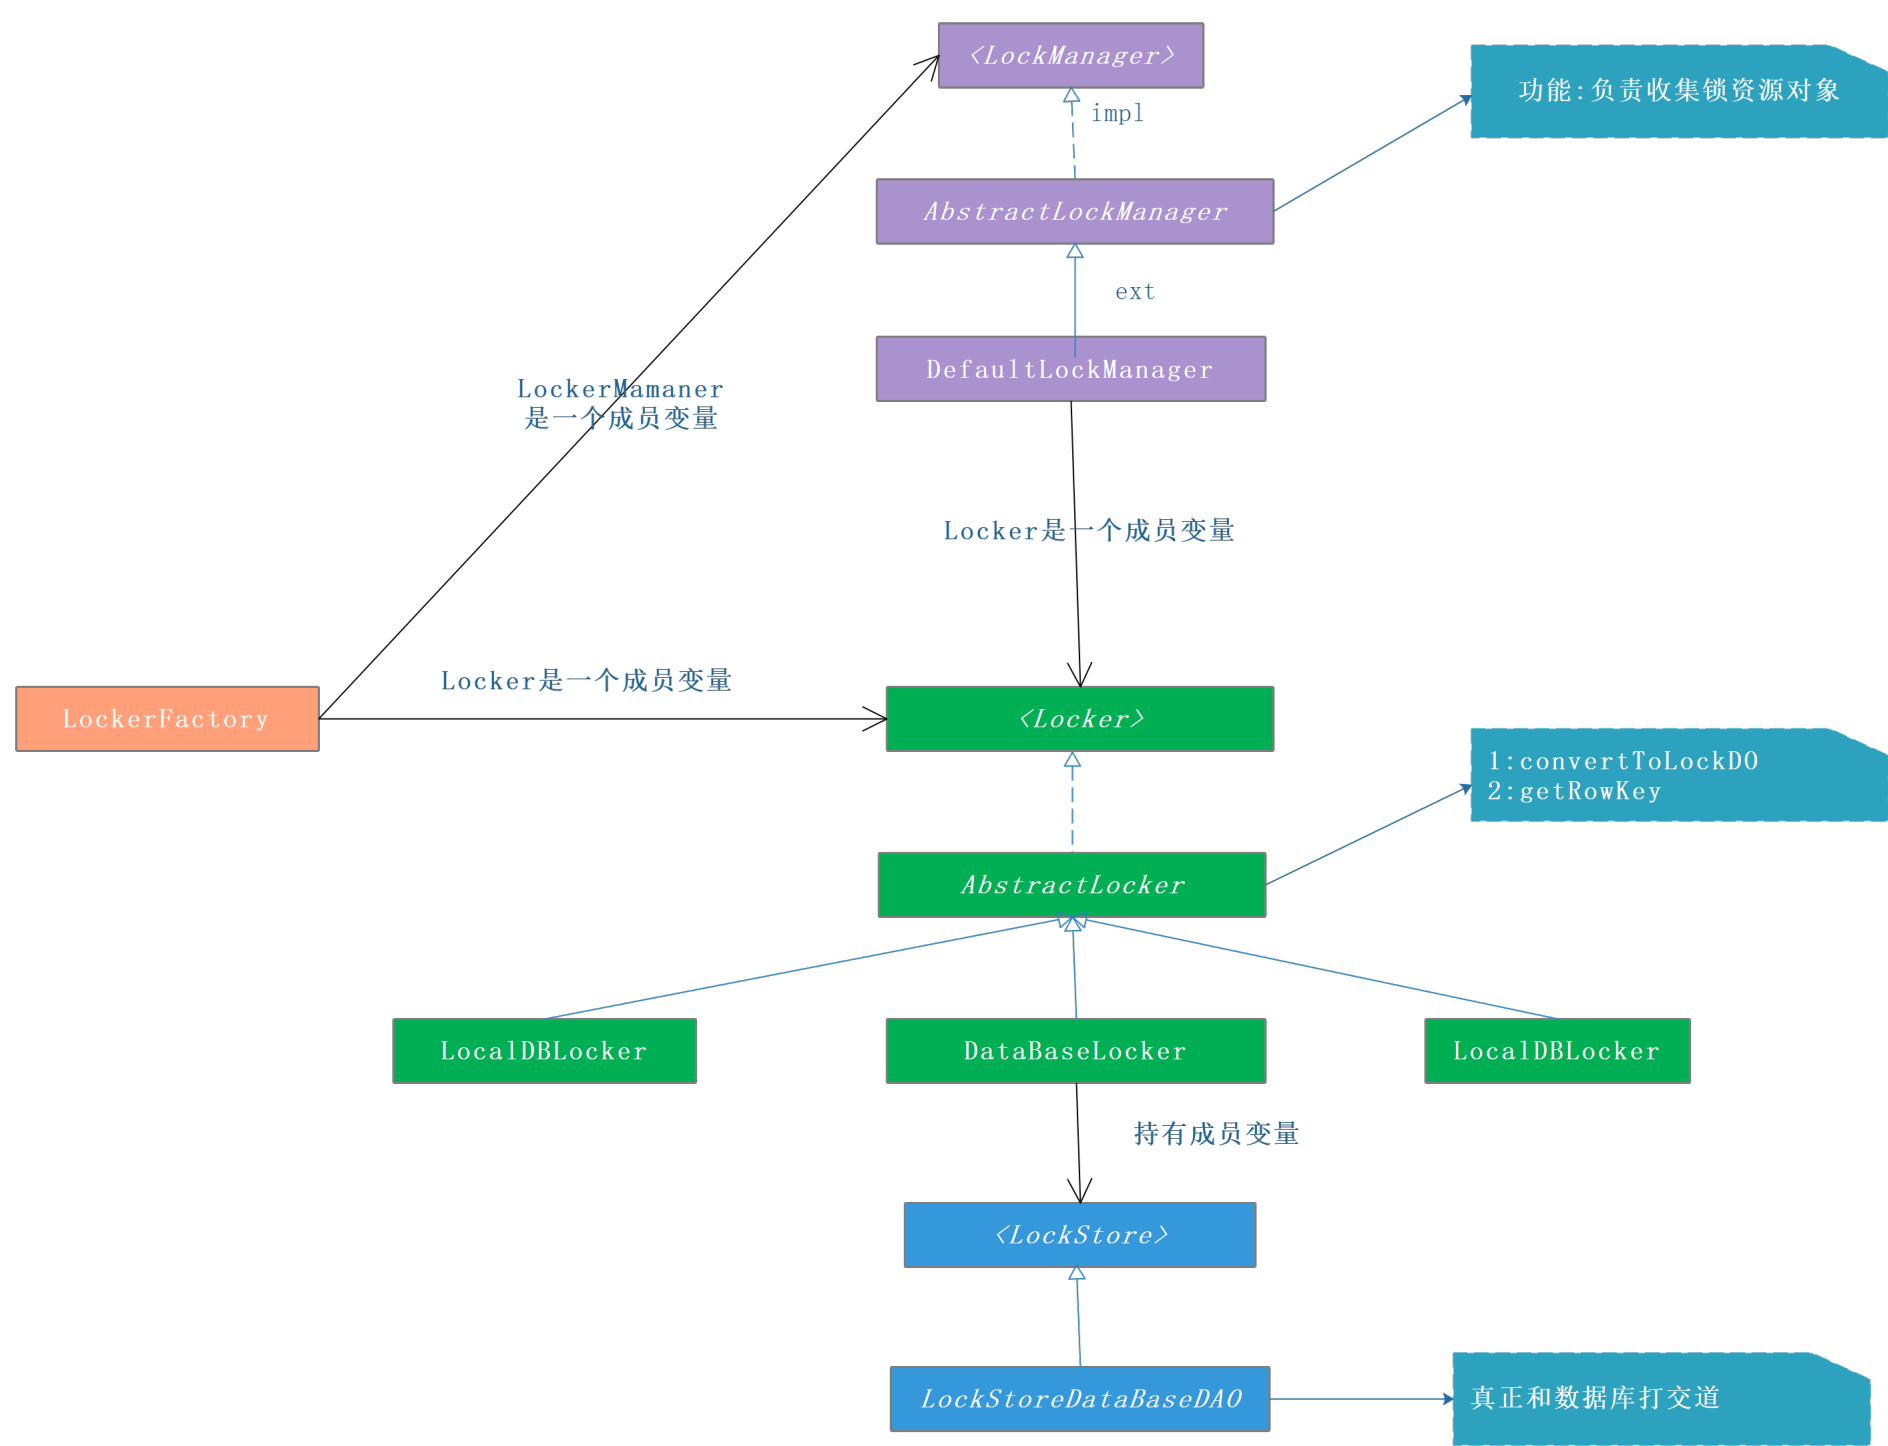 <LockManager>
功能:负责收集锁资源对象
impl
AbstractLockManager
ext
DefaultLockManager
LockerMamaner
是一个成员变量
Locker是一个成员变量
Locker是一个成员变量
LockerFactory
<Locker>
1:convertToLockDO
2:getRowKey
AbstractLocker
LocalDBLocker
DataBaseLocker
LocalDBLocker
持有成员变量
<LockStore>
LockStoreDataBaseDAO
真正和数据库打交道